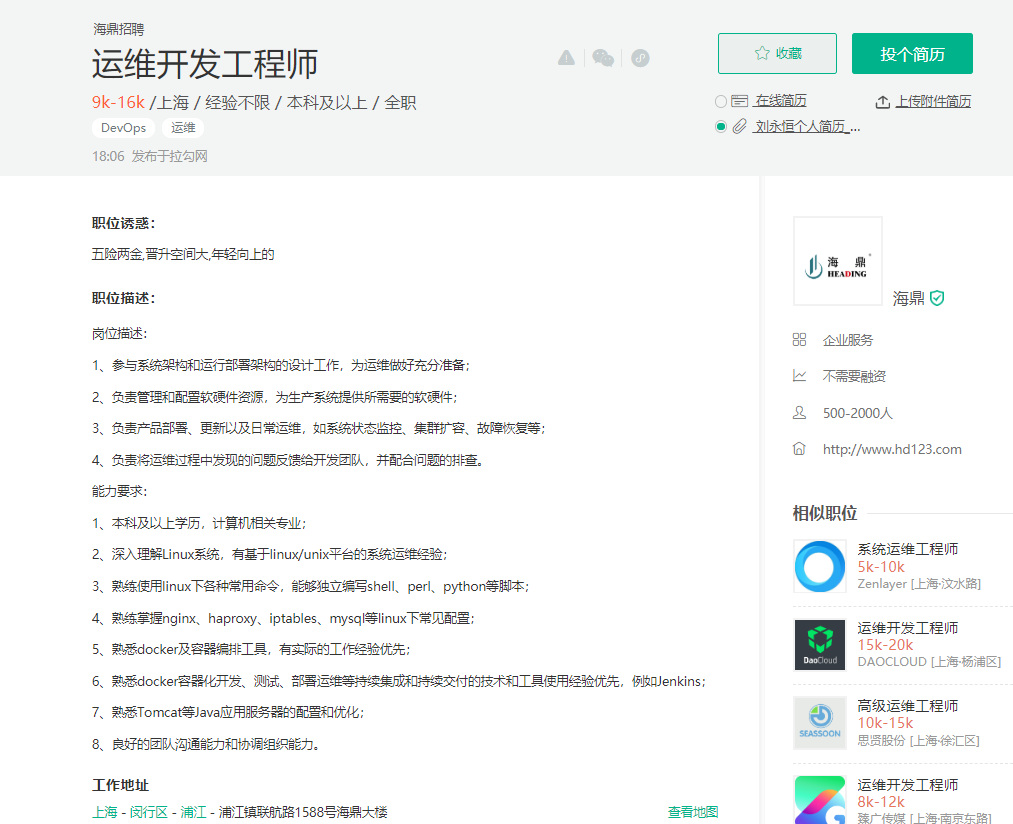 海鼎招聘
运维开发工程师
9k-16k /上海 / 经验不限 / 本科及以上 / 全职
DevOps 运维
18:06 发布于拉勾网
收藏
投个简历
在线简历
上传附件简历
刘永恒个人简历_...
职位诱惑：
五险两金,晋升空间大,年轻向上的
职位描述：
岗位描述：
1、参与系统架构和运行部署架构的设计工作，为运维做好充分准备；
2、负责管理和配置软硬件资源，为生产系统提供所需要的软硬件；
3、负责产品部署、更新以及日常运维，如系统状态监控、集群扩容、故障恢复等；
4、负责将运维过程中发现的问题反馈给开发团队，并配合问题的排查。
能力要求：
1、本科及以上学历，计算机相关专业；
2、深入理解Linux系统，有基于linux/unix平台的系统运维经验；
3、熟练使用linux下各种常用命令，能够独立编写shell、perl、python等脚本；
4、熟练掌握nginx、haproxy、iptables、mysql等linux下常见配置；
5、熟悉docker及容器编排工具，有实际的工作经验优先；
6、熟悉docker容器化开发、测试、部署运维等持续集成和持续交付的技术和工具使用经验优先，例如Jenkins；
7、熟悉Tomcat等Java应用服务器的配置和优化；
8、良好的团队沟通能力和协调组织能力。
工作地址
上海 - 闵行区 - 浦江 - 浦江镇联航路1588号海鼎大楼
查看地图
海 鼎
HEADING
海鼎
企业服务
不需要融资
500-2000人
http://www.hd123.com
相似职位
系统运维工程师
5k-10k
Zenlayer [上海·汶水路]
DaoCloud
运维开发工程师
15k-20k
DAOCLOUD [上海·杨浦区]
SEASSOON
高级运维工程师
10k-15k
思贤股份 [上海·徐汇区]
运维开发工程师
8k-12k
臻广传媒 [上海·南京东路]